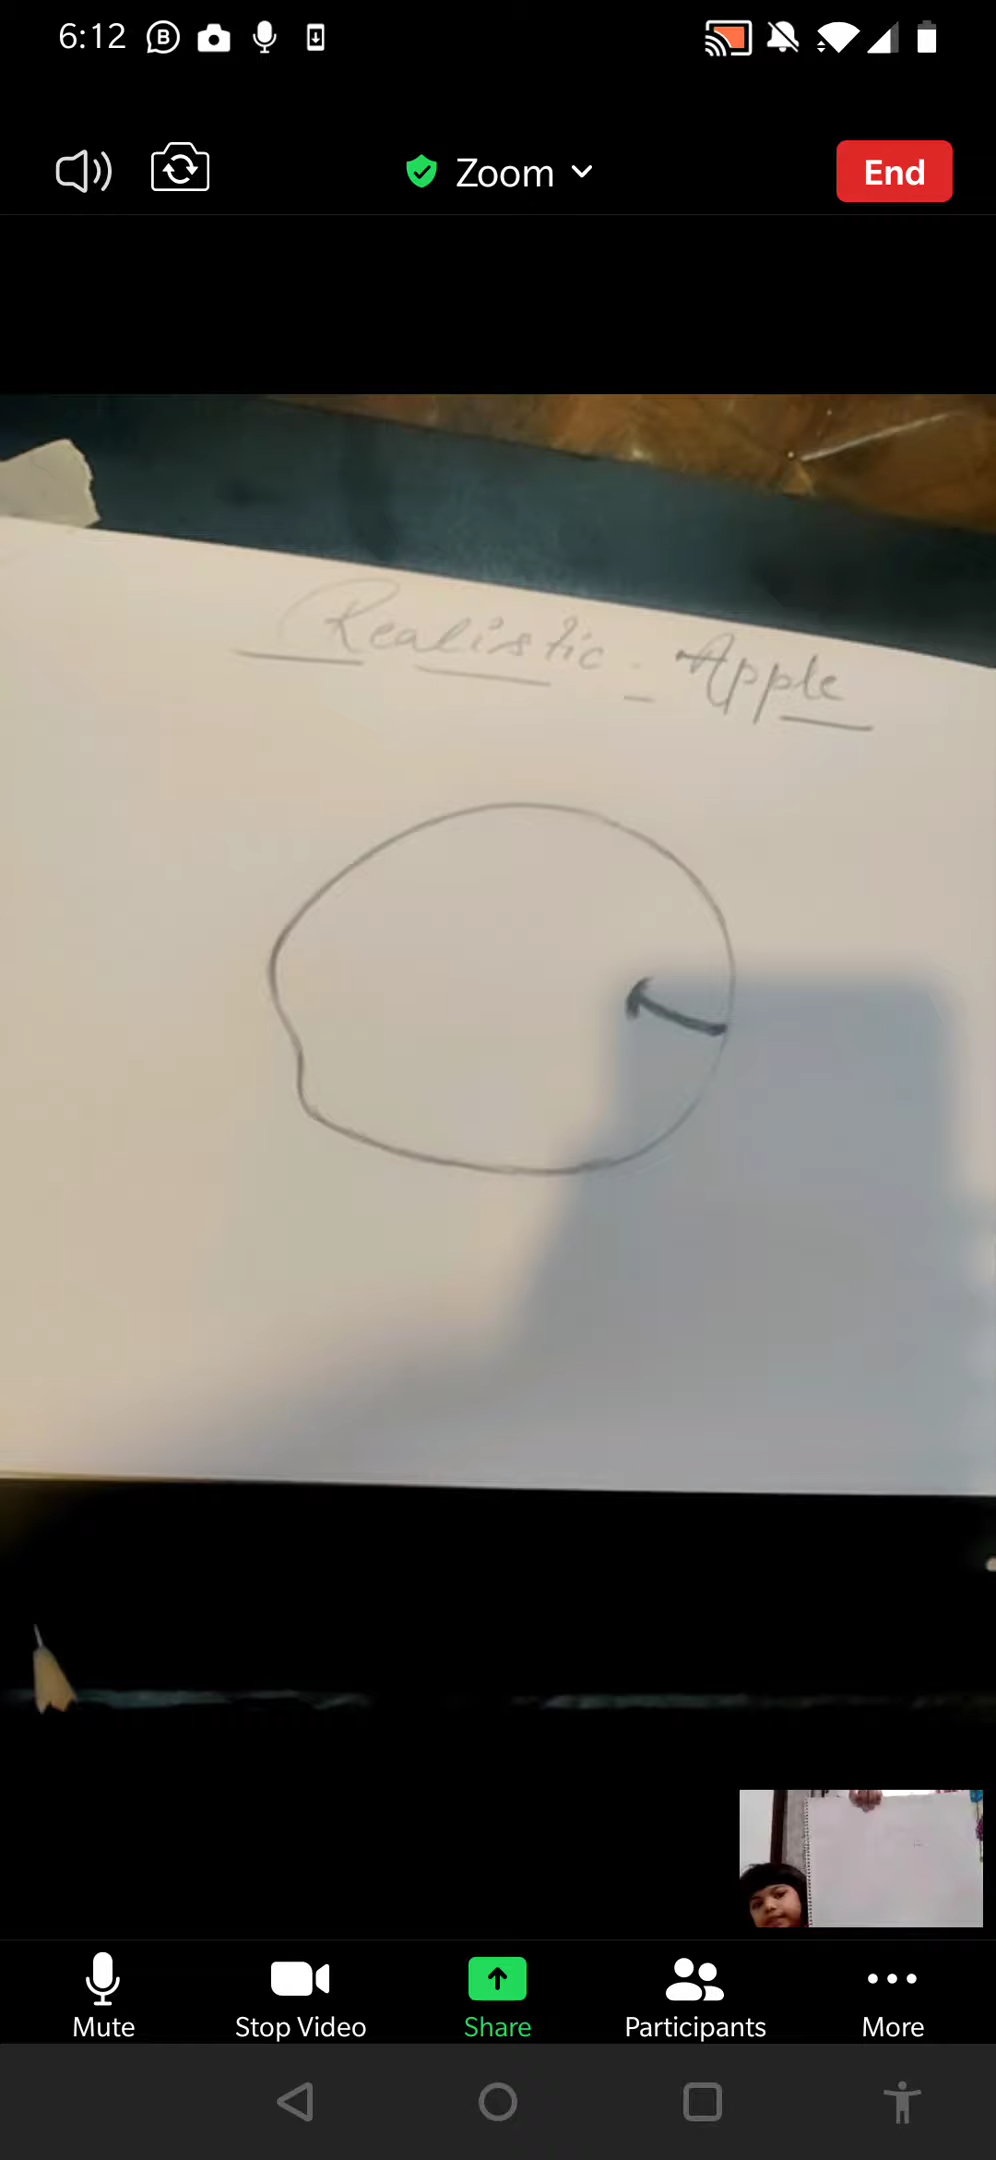 6:12
Zoom
End
Realistic - Apple
Mute
Stop Video
Share
Participants
More